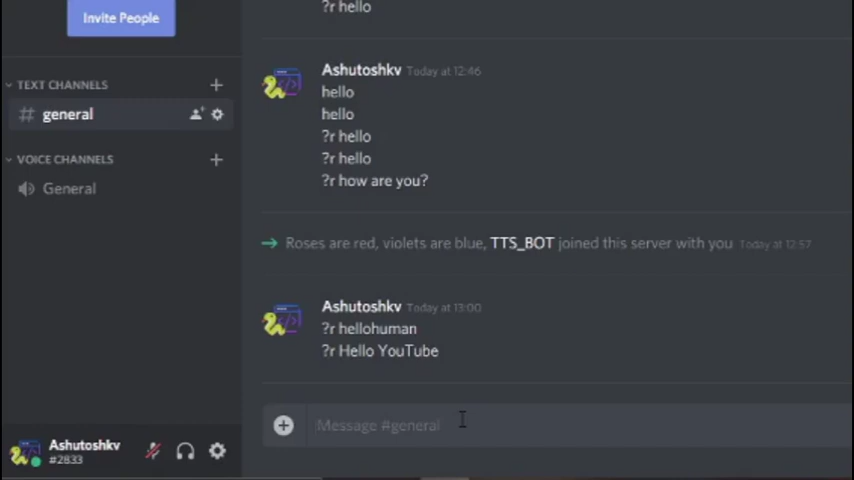 Invite People
TEXT CHANNELS
# general
VOICE CHANNELS
General
Ashutoshkv
#2833
?r hello
Ashutoshkv Today at 12:46
hello
hello
?r hello
?r hello
?r how are you?
Roses are red, violets are blue, TTS_BOT joined this server with you Today at 12:57
Ashutoshkv Today at 13:00
?r hellohuman
?r Hello YouTube
Message #general